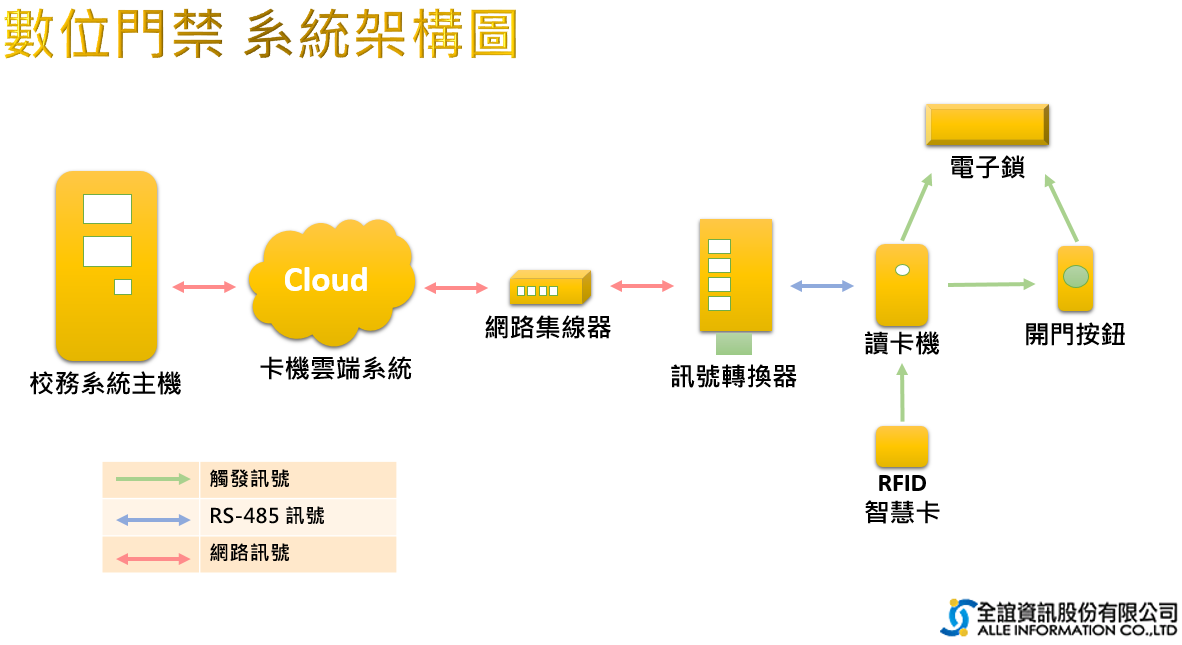 數位門禁 系統架構圖
電子鎖
Cloud
網路集線器
讀卡機
開門按鈕
卡機雲端系統
校務系統主機
訊號轉換器
RFID
智慧卡
觸發訊號
RS-485 訊號
網路訊號
全誼資訊股份有限公司
ALLE INFORMATION CO.,LTD